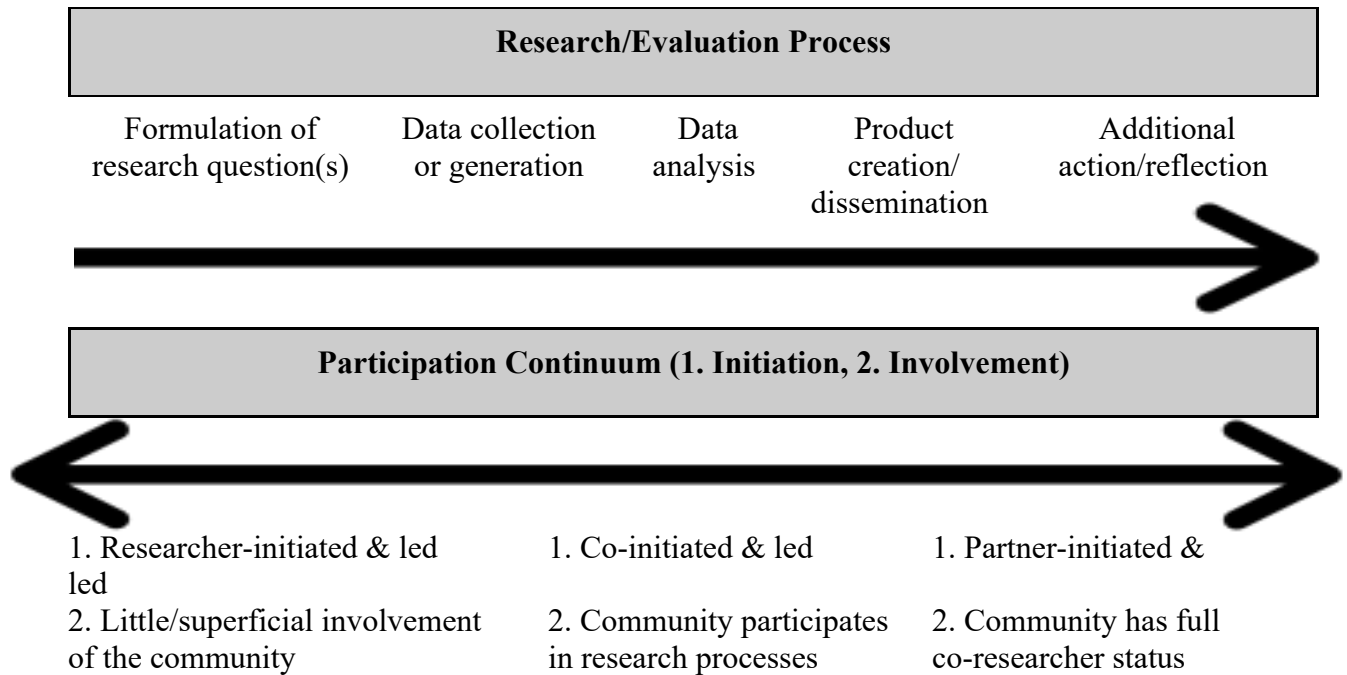 Research/Evaluation Process
Formulation of
research question(s)
Data collection
or generation
Data
analysis
Product
creation/
dissemination
Additional
action/reflection
Participation Continuum (1. Initiation, 2. Involvement)
1. Researcher-initiated & led
1. Co-initiated & led
1. Partner-initiated &
led
2. Little/superficial involvement
of the community
2. Community participates
in research processes
2. Community has full
co-researcher status